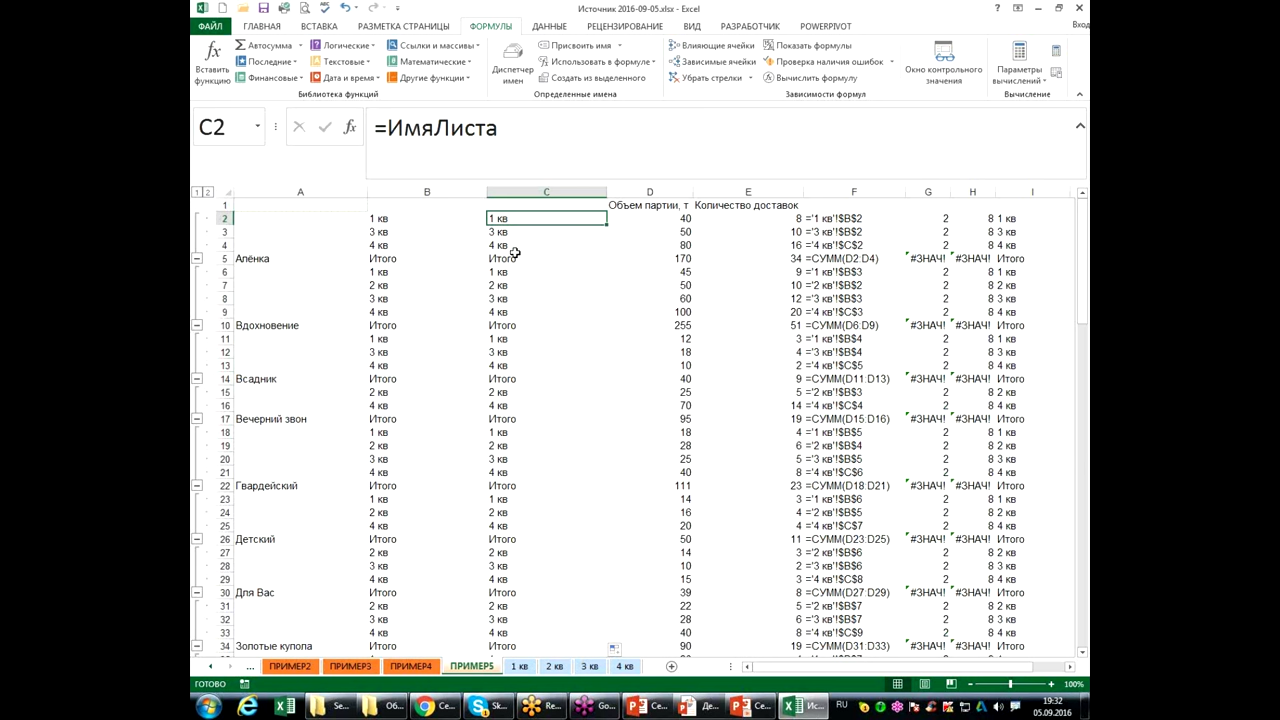 Источник 2016-09-05.xlsx - Excel
ФАЙЛ ГЛАВНАЯ ВСТАВКА РАЗМЕТКА СТРАНИЦЫ ФОРМУЛЫ ДАННЫЕ РЕЦЕНЗИРОВАНИЕ ВИД РАЗРАБОТЧИК POWERPIVOT Вход
Вставить функцию
Автосумма Логические Ссылки и массивы
Последние Текстовые Математические
Финансовые Дата и время Другие функции
Библиотека функций
Диспетчер имен
Присвоить имя
Использовать в формуле
Создать из выделенного
Определенные имена
Влияющие ячейки Показать формулы
Зависимые ячейки Проверка наличия ошибок
Убрать стрелки Вычислить формулу
Зависимости формул
Окно контрольного значения
Параметры вычислений
Вычисление
C2 fx =ИмяЛиста
1 2 A B C D E F G H I
1 Объем партии, т Количество доставок
2 1 кв 1 кв 40 8 ='1 кв'!$B$2 2 8 1 кв
3 3 кв 3 кв 50 10 ='3 кв'!$B$2 2 8 3 кв
4 4 кв 4 кв 80 16 ='4 кв'!$C$2 2 8 4 кв
5 Алёнка Итого Итого 170 34 =СУММ(D2:D4) #ЗНАЧ! #ЗНАЧ! Итого
6 1 кв 1 кв 45 9 ='1 кв'!$B$3 2 8 1 кв
7 2 кв 2 кв 50 10 ='2 кв'!$B$2 2 8 2 кв
8 3 кв 3 кв 60 12 ='3 кв'!$B$3 2 8 3 кв
9 4 кв 4 кв 100 20 ='4 кв'!$C$3 2 8 4 кв
10 Вдохновение Итого Итого 255 51 =СУММ(D6:D9) #ЗНАЧ! #ЗНАЧ! Итого
11 1 кв 1 кв 12 3 ='1 кв'!$B$4 2 8 1 кв
12 3 кв 3 кв 18 4 ='3 кв'!$B$4 2 8 3 кв
13 4 кв 4 кв 10 2 ='4 кв'!$C$5 2 8 4 кв
14 Всадник Итого Итого 40 9 =СУММ(D11:D13) #ЗНАЧ! #ЗНАЧ! Итого
15 2 кв 2 кв 25 5 ='2 кв'!$B$3 2 8 2 кв
16 4 кв 4 кв 70 14 ='4 кв'!$C$4 2 8 4 кв
17 Вечерний звон Итого Итого 95 19 =СУММ(D15:D16) #ЗНАЧ! #ЗНАЧ! Итого
18 1 кв 1 кв 18 4 ='1 кв'!$B$5 2 8 1 кв
19 2 кв 2 кв 28 6 ='2 кв'!$B$4 2 8 2 кв
20 3 кв 3 кв 25 5 ='3 кв'!$B$5 2 8 3 кв
21 4 кв 4 кв 40 8 ='4 кв'!$C$6 2 8 4 кв
22 Гвардейский Итого Итого 111 23 =СУММ(D18:D21) #ЗНАЧ! #ЗНАЧ! Итого
23 1 кв 1 кв 14 3 ='1 кв'!$B$6 2 8 1 кв
24 2 кв 2 кв 16 4 ='2 кв'!$B$5 2 8 2 кв
25 4 кв 4 кв 20 4 ='4 кв'!$C$7 2 8 4 кв
26 Детский Итого Итого 50 11 =СУММ(D23:D25) #ЗНАЧ! #ЗНАЧ! Итого
27 2 кв 2 кв 14 3 ='2 кв'!$B$6 2 8 2 кв
28 3 кв 3 кв 10 2 ='3 кв'!$B$6 2 8 3 кв
29 4 кв 4 кв 15 3 ='4 кв'!$C$8 2 8 4 кв
30 Для Вас Итого Итого 39 8 =СУММ(D27:D29) #ЗНАЧ! #ЗНАЧ! Итого
31 2 кв 2 кв 22 5 ='2 кв'!$B$7 2 8 2 кв
32 3 кв 3 кв 28 6 ='3 кв'!$B$7 2 8 3 кв
33 4 кв 4 кв 40 8 ='4 кв'!$C$9 2 8 4 кв
34 Золотые купола Итого Итого 90 19 =СУММ(D31:D33) #ЗНАЧ! #ЗНАЧ! Итого
... ПРИМЕР2 ПРИМЕР3 ПРИМЕР4 ПРИМЕР5 1 кв 2 кв 3 кв 4 кв
ГОТОВО 100%
Se... Об... Се... Sk... Re... Go... Се... Де... Се... Ис... RU 19:32
05.09.2016